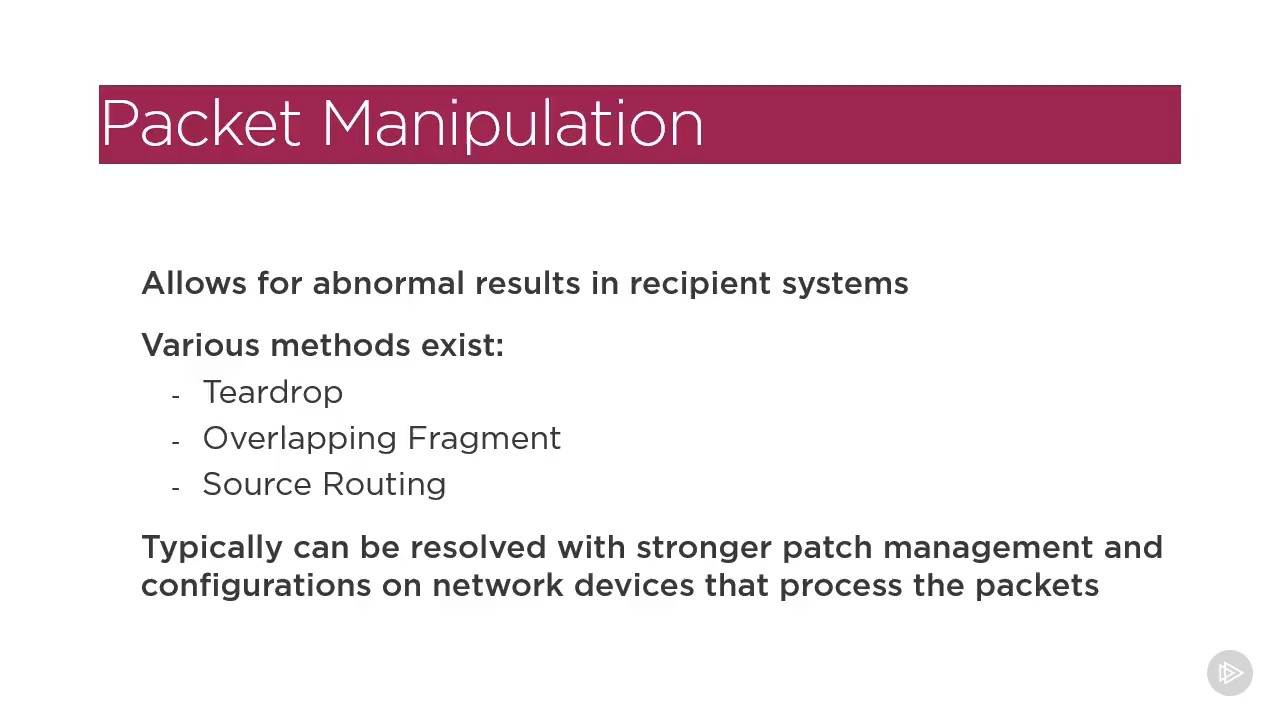 Packet Manipulation
Allows for abnormal results in recipient systems
Various methods exist:
- Teardrop
- Overlapping Fragment
- Source Routing
Typically can be resolved with stronger patch management and
configurations on network devices that process the packets